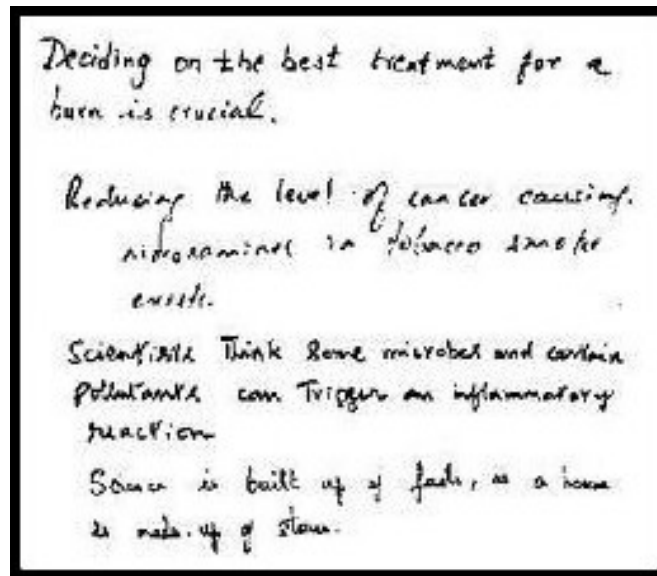 Deciding on the best treatment for a
burn is crucial.
Reducing the level of cancer causing.
in tobacco smoke
exists.
Scientists Think Some microbes and certain
pollutants can Trigger an inflammatory
reaction
Science is built up of facts, as a house
is made. up of stone.